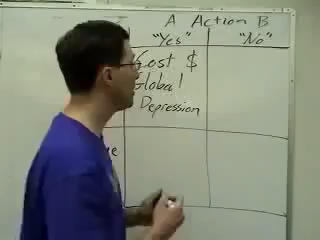 A Action B
"Yes" "No"
Cost $
Global
Depression